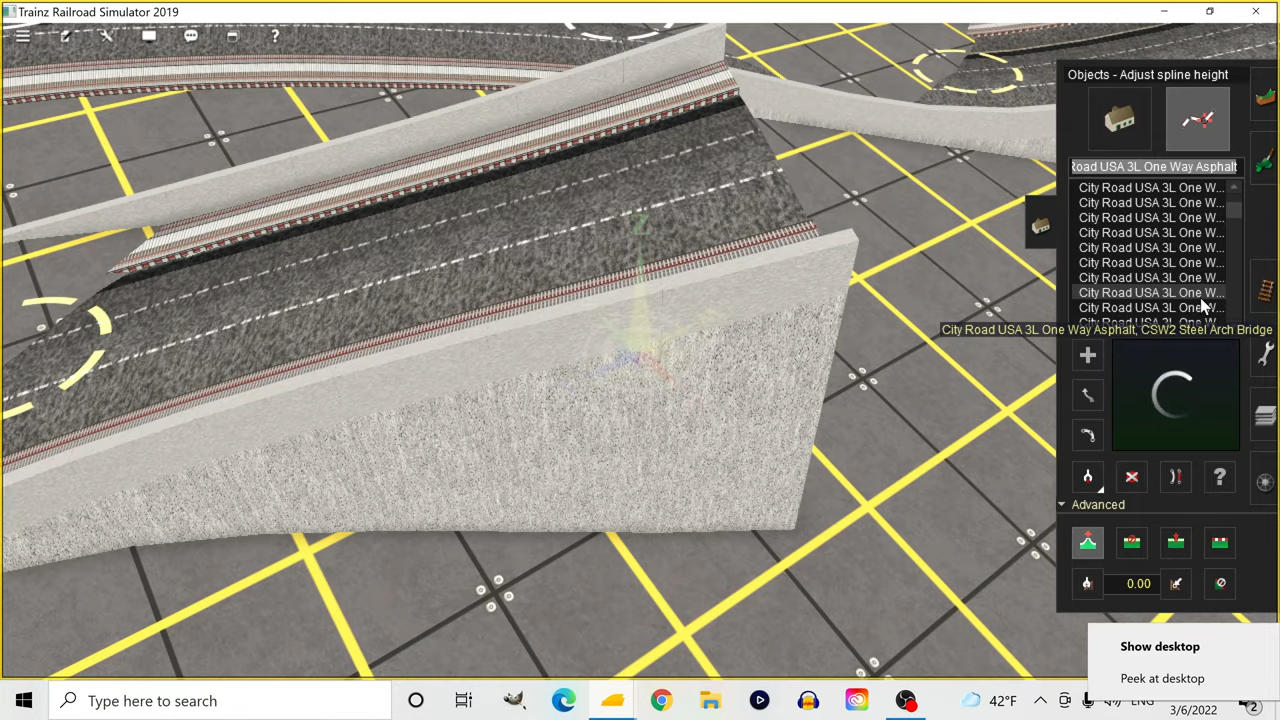 Trainz Railroad Simulator 2019
Objects - Adjust spline height
Road USA 3L One Way Asphalt
City Road USA 3L One W...
City Road USA 3L One W...
City Road USA 3L One W...
City Road USA 3L One W...
City Road USA 3L One W...
City Road USA 3L One W...
City Road USA 3L One W...
City Road USA 3L One W...
City Road USA 3L One W...
City Road USA 3L One Way Asphalt, CSW2 Steel Arch Bridge
Advanced
0.00
Show desktop
Peek at desktop
Type here to search
42°F
ENG
3/6/2022
2